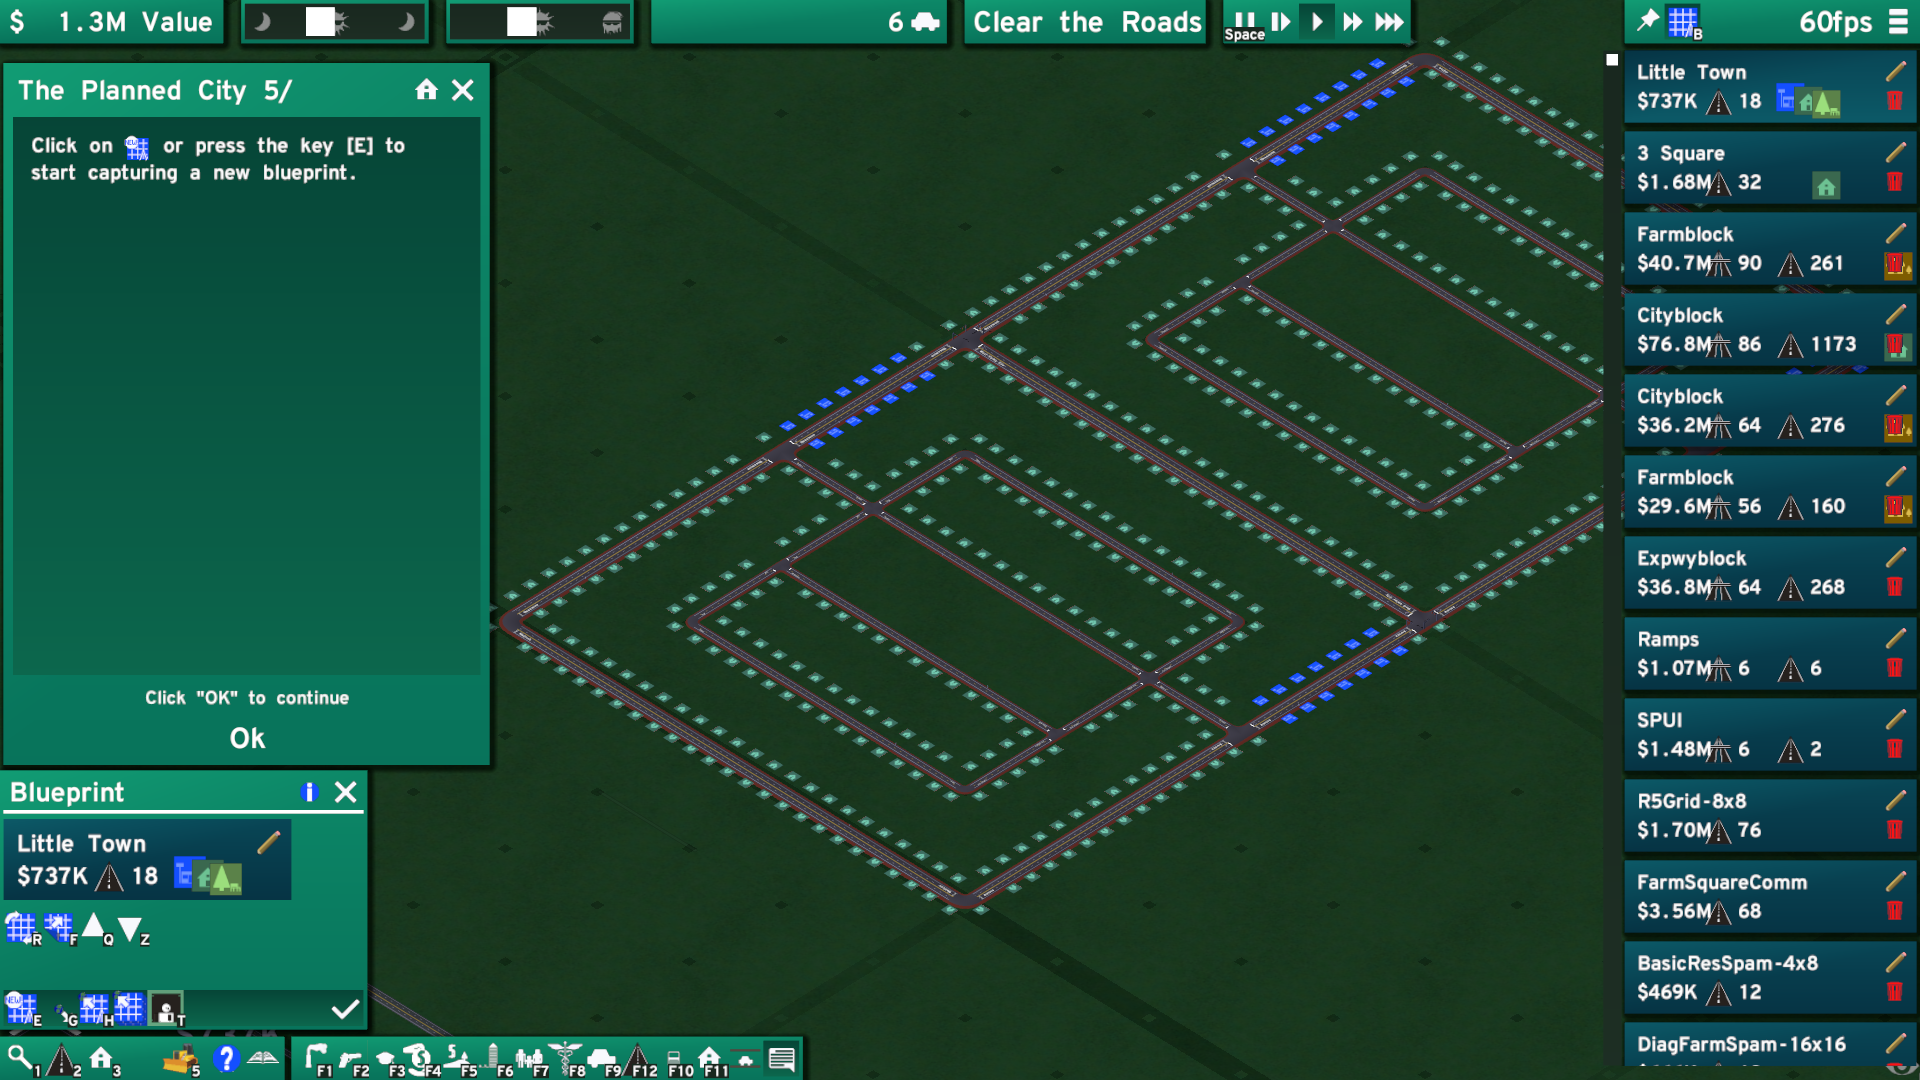 $ 1.3M Value
6
Clear the Roads
Space
B
60fps
The Planned City 5/
Click on NEW or press the key [E] to
start capturing a new blueprint.
Click "OK" to continue
Ok
Blueprint
i
Little Town
$737K 18
R F Q Z
NEW E G H T
1 2 3 5 ? F1 F2 F3 F4 F5 F6 F7 F8 F9 F12 F10 F11
Little Town
$737K 18
3 Square
$1.68M 32
Farmblock
$40.7M 90 261
Cityblock
$76.8M 86 1173
Cityblock
$36.2M 64 276
Farmblock
$29.6M 56 160
Expwyblock
$36.8M 64 268
Ramps
$1.07M 6 6
SPUI
$1.48M 6 2
R5Grid-8x8
$1.70M 76
FarmSquareComm
$3.56M 68
BasicResSpam-4x8
$469K 12
DiagFarmSpam-16x16